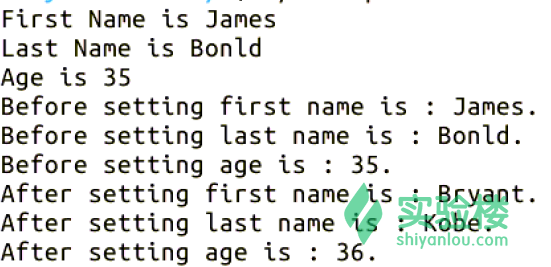 First Name is James
Last Name is Bonld
Age is 35
Before setting first name is : James.
Before setting last name is : Bonld.
Before setting age is : 35.
After setting first name is : Bryant.
After setting last name is : Kobe.
After setting age is : 36.
实验楼
shiyanlou.com